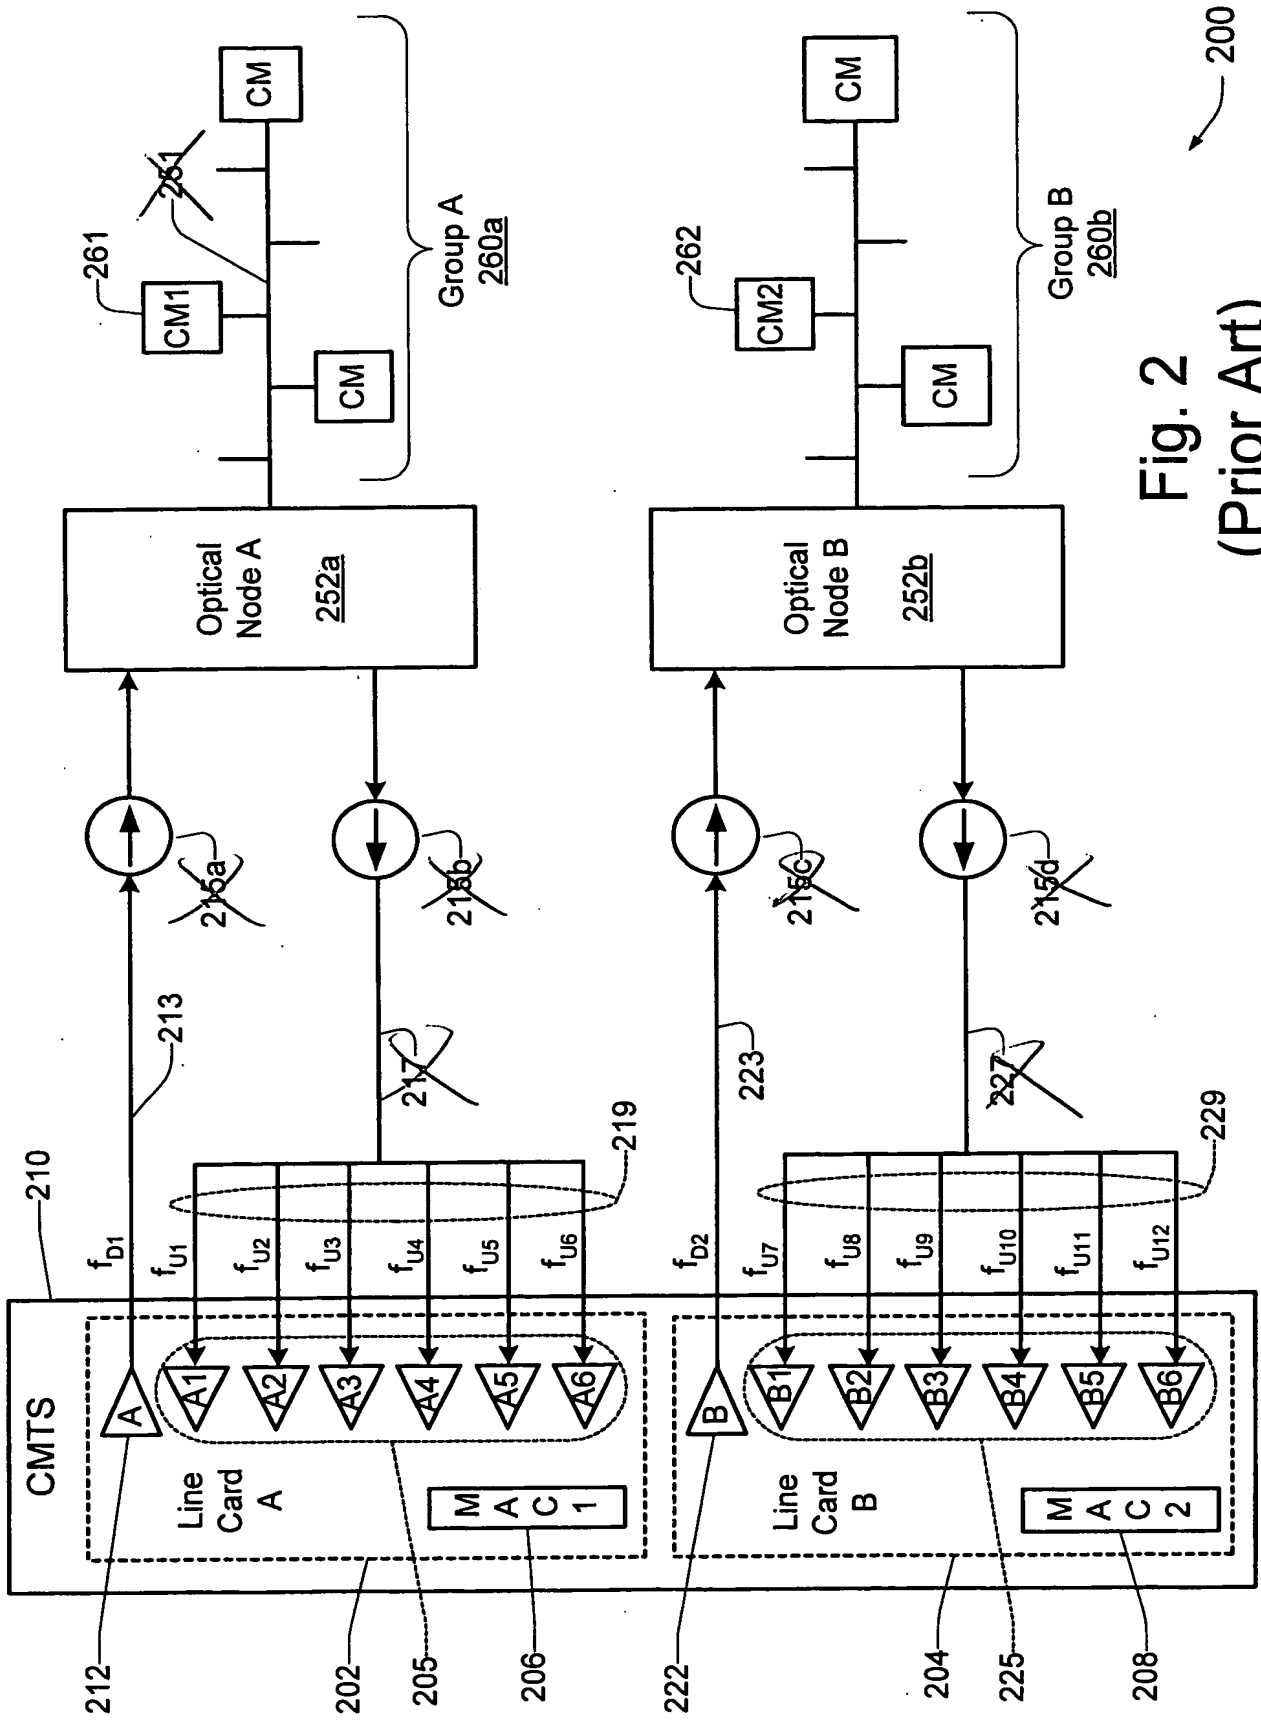 CMTS
210
212
202
205
206
Line
Card
A
M
A
C
1
A
A1
A2
A3
A4
A5
A6
fD1
fU1
fU2
fU3
fU4
fU5
fU6
213
219
217
215a
215b
Optical
Node A
252a
CM
261
CM1
251
CM
Group A
260a
222
204
225
208
Line
Card
B
M
A
C
2
B
B1
B2
B3
B4
B5
B6
fD2
fU7
fU8
fU9
fU10
fU11
fU12
223
229
227
215c
215d
Optical
Node B
252b
CM
262
CM2
CM
Group B
260b
Fig. 2
(Prior Art)
200